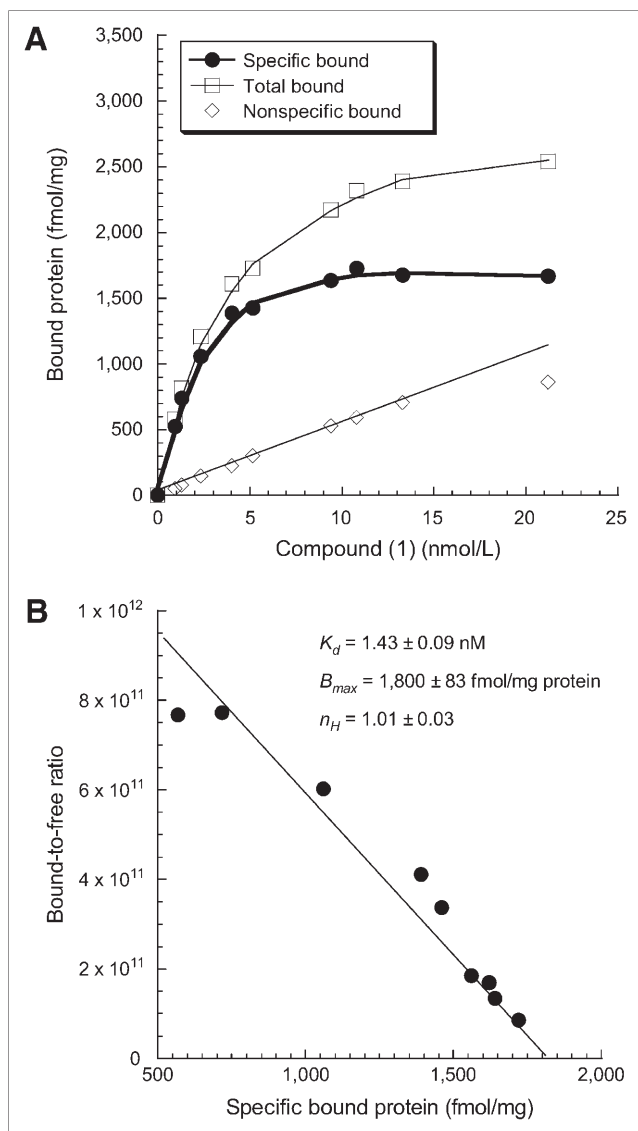 A
Specific bound
Total bound
Nonspecific bound
3,500
3,000
2,500
2,000
1,500
1,000
500
0
Bound protein (fmol/mg)
0 5 10 15 20 25
Compound (1) (nmol/L)
B
1 x 10¹²
8 x 10¹¹
6 x 10¹¹
4 x 10¹¹
2 x 10¹¹
0
Bound-to-free ratio
K_d = 1.43 ± 0.09 nM
B_max = 1,800 ± 83 fmol/mg protein
n_H = 1.01 ± 0.03
500 1,000 1,500 2,000
Specific bound protein (fmol/mg)